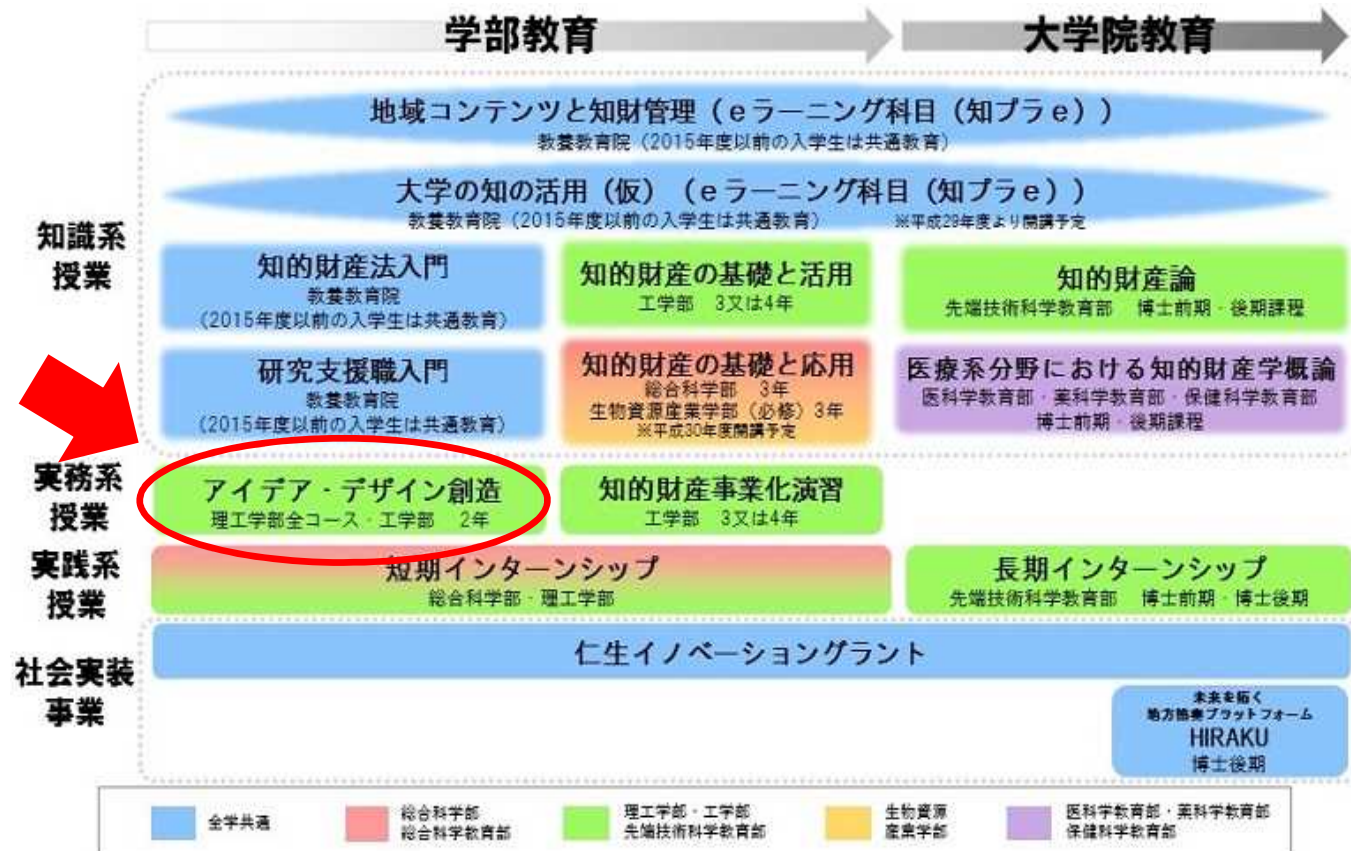 学部教育
大学院教育
地域コンテンツと知財管理（eラーニング科目（知プラe））
教養教育院（2015年度以前の入学生は共通教育）
大学の知の活用（仮）（eラーニング科目（知プラe））
教養教育院（2015年度以前の入学生は共通教育）　※平成29年度より開講予定
知識系
授業
知的財産法入門
教養教育院
（2015年度以前の入学生は共通教育）
知的財産の基礎と活用
工学部　3又は4年
知的財産論
先端技術科学教育部　博士前期・後期課程
研究支援職入門
教養教育院
（2015年度以前の入学生は共通教育）
知的財産の基礎と応用
総合科学部　3年
生物資源産業学部（必修）3年
※平成30年度開講予定
医療系分野における知的財産学概論
医科学教育部・薬科学教育部・保健科学教育部
博士前期・後期課程
実務系
授業
アイデア・デザイン創造
理工学部全コース・工学部　2年
知的財産事業化演習
工学部　3又は4年
実践系
授業
短期インターンシップ
総合科学部・理工学部
長期インターンシップ
先端技術科学教育部　博士前期・博士後期
社会実装
事業
仁生イノベーショングラント
未来を拓く
地方協奏プラットフォーム
HIRAKU
博士後期
全学共通
総合科学部
総合科学教育部
理工学部・工学部
先端技術科学教育部
生物資源
産業学部
医科学教育部・薬科学教育部
保健科学教育部